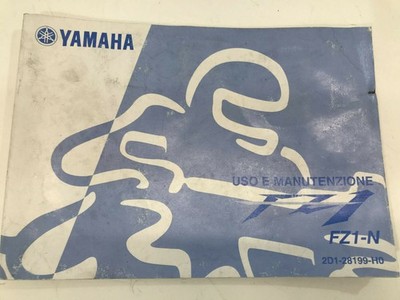 YAMAHA
USO E MANUTENZIONE
FZ1
FZ1-N
2D1-28199-H0